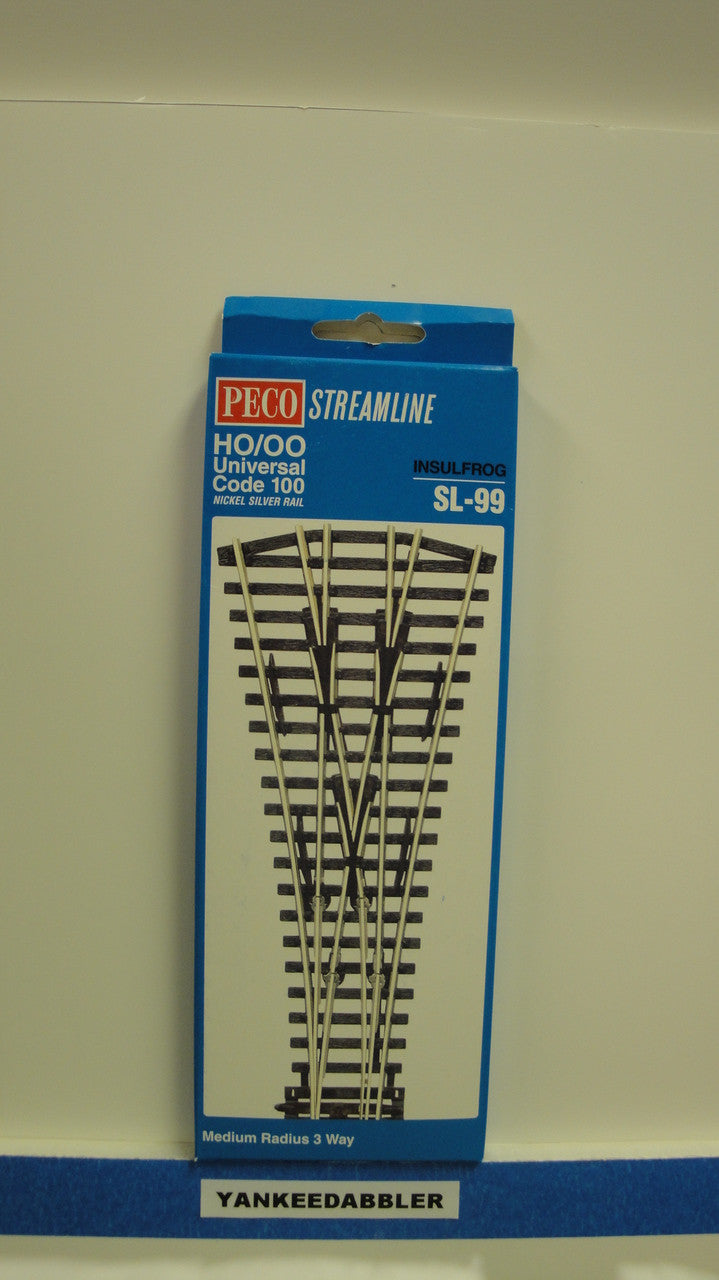 PECO STREAMLINE
HO/OO
Universal
Code 100
NICKEL SILVER RAIL
INSULFROG
SL-99
Medium Radius 3 Way
YANKEEDABBLER